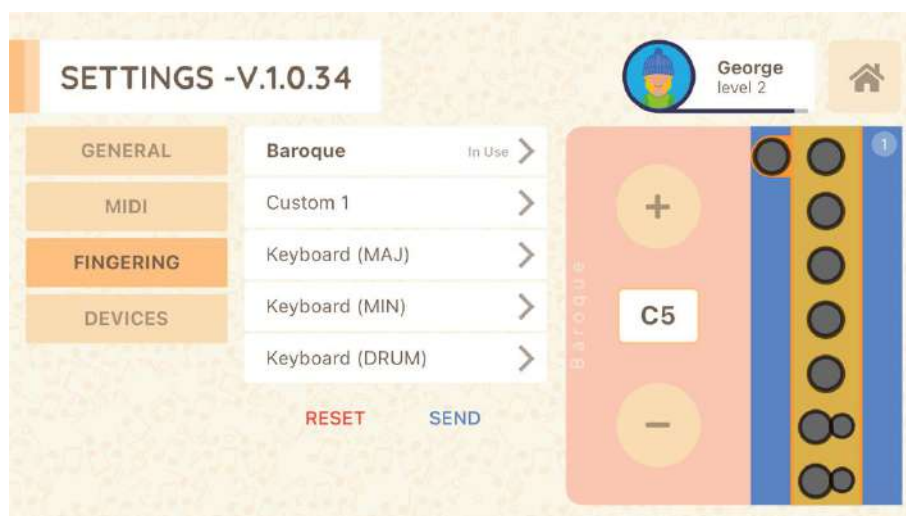 SETTINGS -V.1.0.34
George
level 2
GENERAL
MIDI
FINGERING
DEVICES
Baroque In Use
Custom 1
Keyboard (MAJ)
Keyboard (MIN)
Keyboard (DRUM)
RESET SEND
Baroque
+
C5
−
1